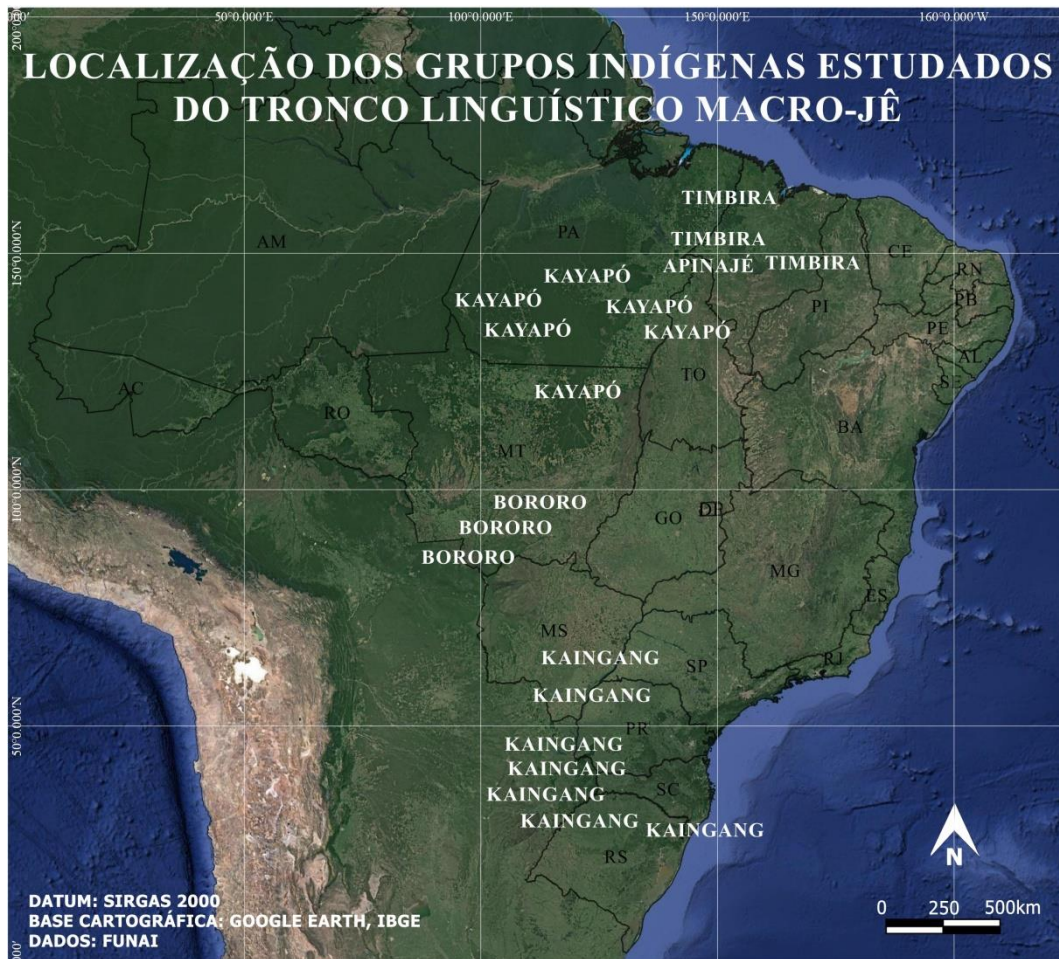 50°0.000'E 100°0.000'E 150°0.000'E 160°0.000'W
LOCALIZAÇÃO DOS GRUPOS INDÍGENAS ESTUDADOS
DO TRONCO LINGUÍSTICO MACRO-JÊ
RR AP
TIMBIRA
AM PA
TIMBIRA
CE
APINAJÉ TIMBIRA
RN
KAYAPÓ
KAYAPÓ
KAYAPÓ
PI
PB
KAYAPÓ
KAYAPÓ
PE
AL
TO
SE
AC
KAYAPÓ
RO
BA
MT
BORORO
GO DF
BORORO
BORORO
MG
ES
MS
KAINGANG
SP
RJ
KAINGANG
PR
KAINGANG
KAINGANG
KAINGANG
SC
KAINGANG
KAINGANG
RS
N
150°0.000'N
100°0.000'N
50°0.000'N
DATUM: SIRGAS 2000
BASE CARTOGRÁFICA: GOOGLE EARTH, IBGE
DADOS: FUNAI
0 250 500km